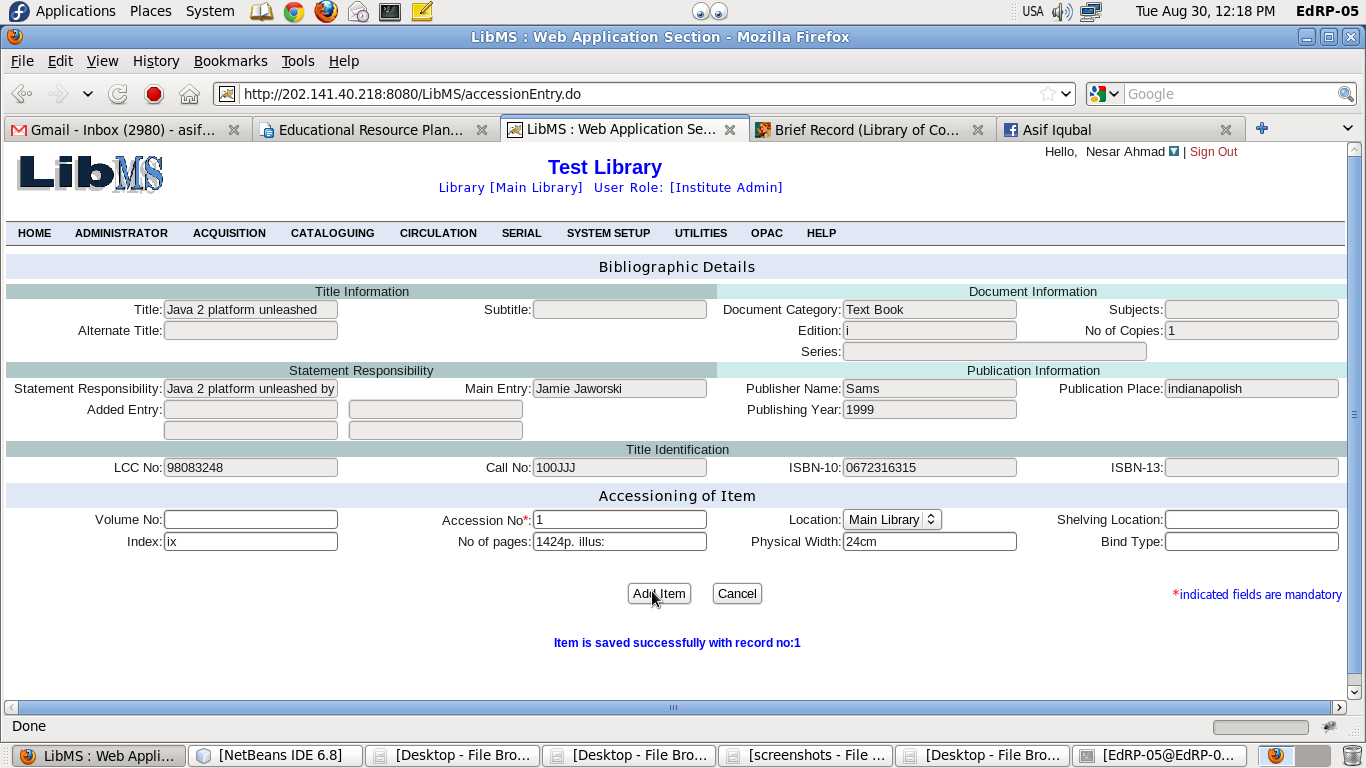 Applications Places System USA Tue Aug 30, 12:18 PM EdRP-05
LibMS : Web Application Section - Mozilla Firefox
File Edit View History Bookmarks Tools Help
http://202.141.40.218:8080/LibMS/accessionEntry.do Google
Gmail - Inbox (2980) - asif... Educational Resource Plan... LibMS : Web Application Se... Brief Record (Library of Co... Asif Iqubal
Hello, Nesar Ahmad | Sign Out
LibMS
Test Library
Library [Main Library] User Role: [Institute Admin]
HOME ADMINISTRATOR ACQUISITION CATALOGUING CIRCULATION SERIAL SYSTEM SETUP UTILITIES OPAC HELP
Bibliographic Details
Title Information Document Information
Title: Java 2 platform unleashed Subtitle: Document Category: Text Book Subjects:
Alternate Title: Edition: i No of Copies: 1
Series:
Statement Responsibility Publication Information
Statement Responsibility: Java 2 platform unleashed by Main Entry: Jamie Jaworski Publisher Name: Sams Publication Place: indianapolish
Added Entry: Publishing Year: 1999
Title Identification
LCC No: 98083248 Call No: 100JJJ ISBN-10: 0672316315 ISBN-13:
Accessioning of Item
Volume No: Accession No*: 1 Location: Main Library Shelving Location:
Index: ix No of pages: 1424p. illus: Physical Width: 24cm Bind Type:
Add Item Cancel *indicated fields are mandatory
Item is saved successfully with record no:1
Done
LibMS : Web Appli... [NetBeans IDE 6.8] [Desktop - File Bro... [Desktop - File Bro... [screenshots - File ... [Desktop - File Bro... [EdRP-05@EdRP-0...